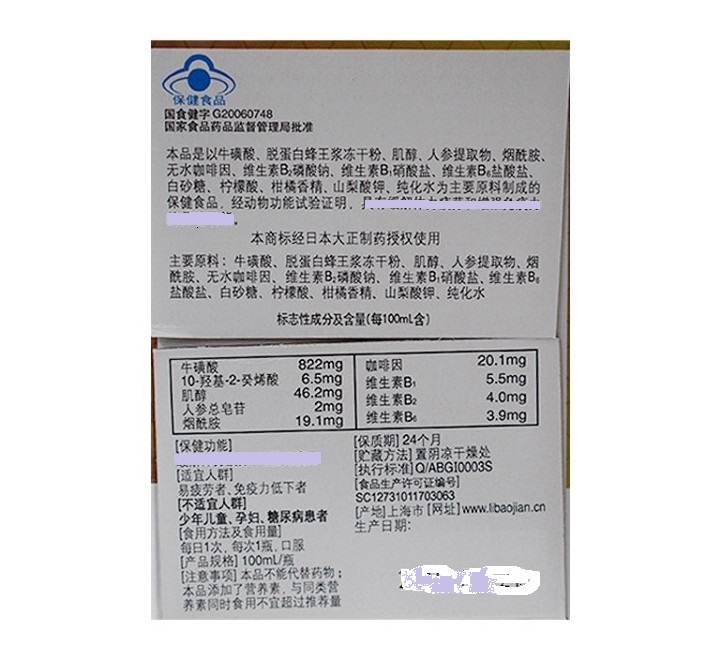 保健食品
国食健字 G20060748
国家食品药品监督管理局批准
本品是以牛磺酸、脱蛋白蜂王浆冻干粉、肌醇、人参提取物、烟酰胺、
无水咖啡因、维生素B₂磷酸钠、维生素B₁硝酸盐、维生素B₆盐酸盐、
白砂糖、柠檬酸、柑橘香精、山梨酸钾、纯化水为主要原料制成的
保健食品，经动物功能试验证明，
本商标经日本大正制药授权使用
主要原料：牛磺酸、脱蛋白蜂王浆冻干粉、肌醇、人参提取物、烟
酰胺、无水咖啡因、维生素B₂磷酸钠、维生素B₁硝酸盐、维生素B₆
盐酸盐、白砂糖、柠檬酸、柑橘香精、山梨酸钾、纯化水
标志性成分及含量(每100mL含)
牛磺酸 822mg
10-羟基-2-癸烯酸 6.5mg
肌醇 46.2mg
人参总皂苷 2mg
烟酰胺 19.1mg
咖啡因 20.1mg
维生素B₁ 5.5mg
维生素B₂ 4.0mg
维生素B₆ 3.9mg
[保健功能]
[适宜人群]
易疲劳者、免疫力低下者
[不适宜人群]
少年儿童、孕妇、糖尿病患者
[食用方法及食用量]
每日1次，每次1瓶，口服
[产品规格] 100mL/瓶
[注意事项] 本品不能代替药物；
本品添加了营养素，与同类营
养素同时食用不宜超过推荐量
[保质期] 24个月
[贮藏方法] 置阴凉干燥处
[执行标准] Q/ABGI0003S
[食品生产许可证编号]
SC12731011703063
[产地] 上海市 [网址] www.libaojian.cn
生产日期：